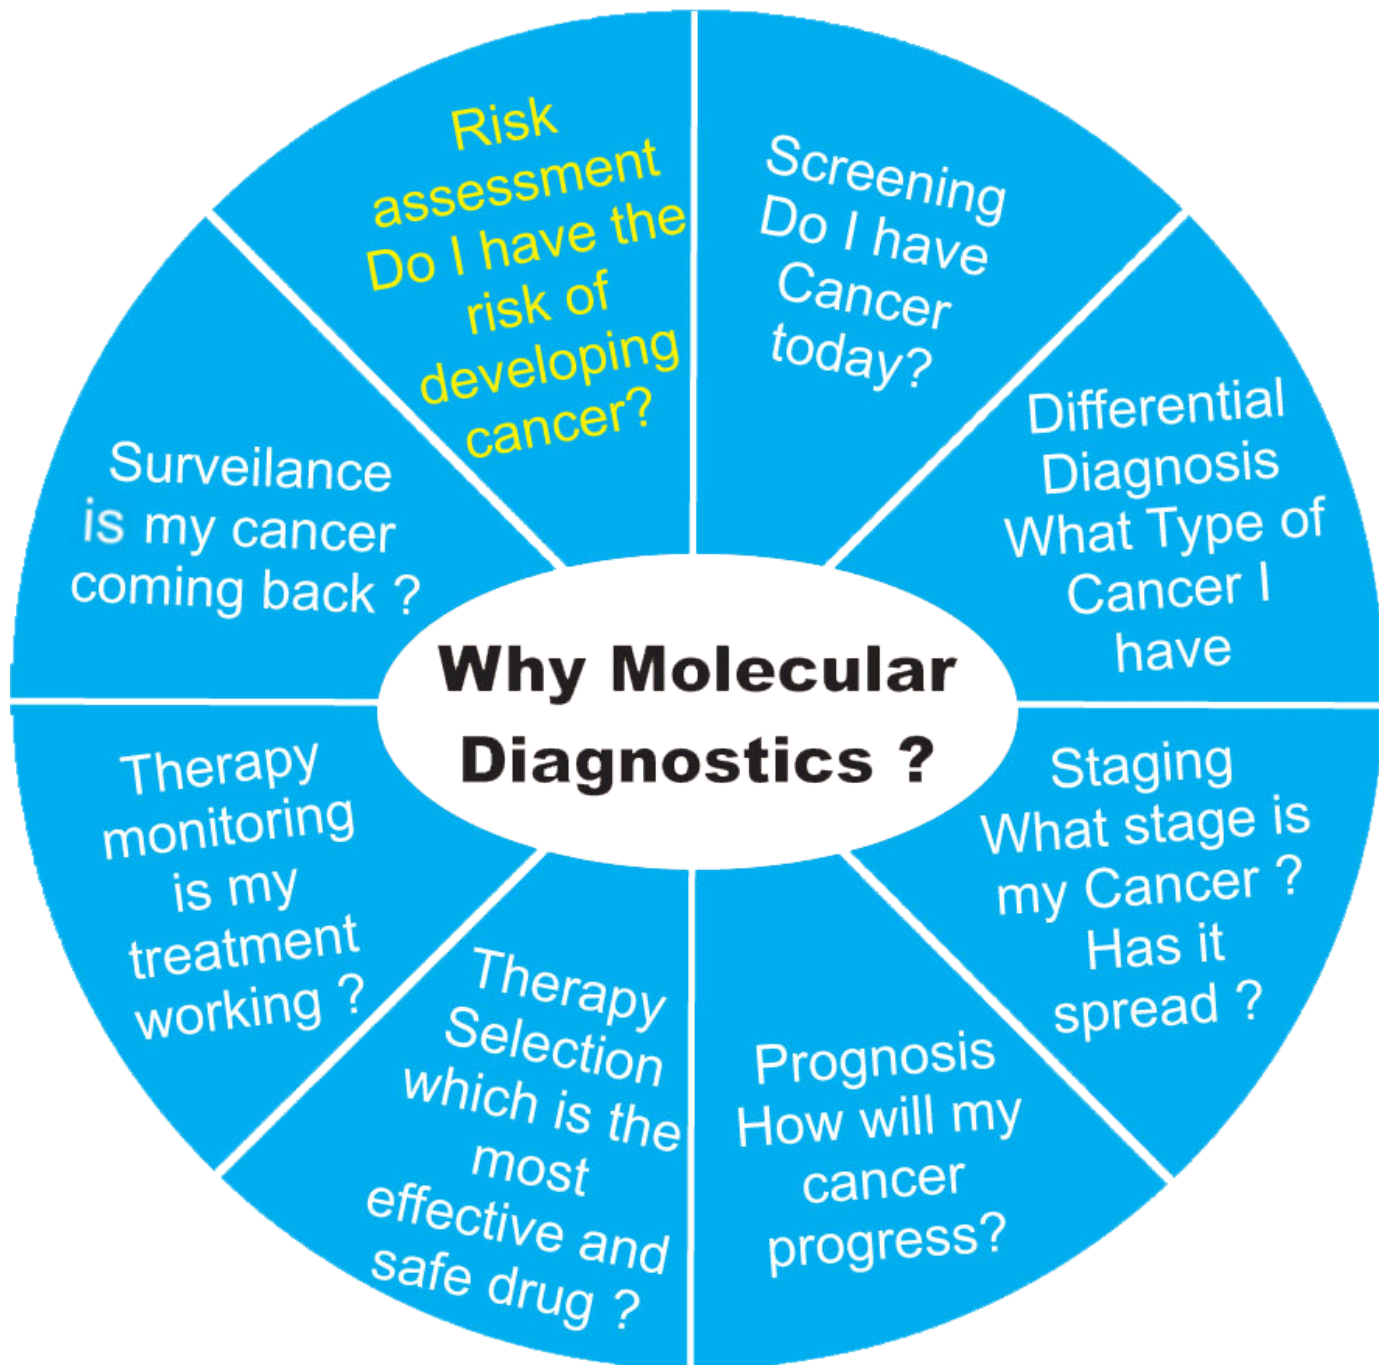 Risk
assessment
Do I have the
risk of
developing
cancer?
Screening
Do I have
Cancer
today?
Differential
Diagnosis
What Type of
Cancer I
have
Staging
What stage is
my Cancer ?
Has it
spread ?
Prognosis
How will my
cancer
progress?
Therapy
Selection
which is the
most
effective and
safe drug ?
Therapy
monitoring
is my
treatment
working ?
Surveilance
is my cancer
coming back ?
Why Molecular
Diagnostics ?